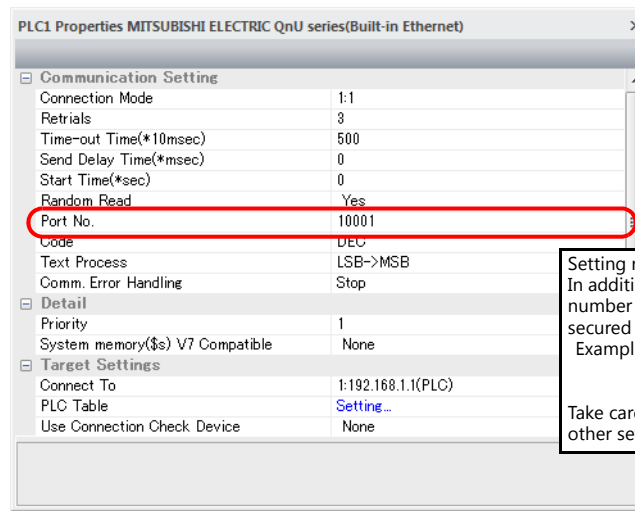 PLC1 Properties MITSUBISHI ELECTRIC QnU series(Built-in Ethernet)
Communication Setting
Connection Mode 1:1
Retrials 3
Time-out Time(*10msec) 500
Send Delay Time(*msec) 0
Start Time(*sec) 0
Random Read Yes
Port No. 10001
Code DEC
Text Process LSB->MSB
Comm. Error Handling Stop
Detail
Priority 1
System memory($s) V7 Compatible None
Target Settings
Connect To 1:192.168.1.1(PLC)
PLC Table Setting...
Use Connection Check Device None
Setting
In
number
secured
Take
other